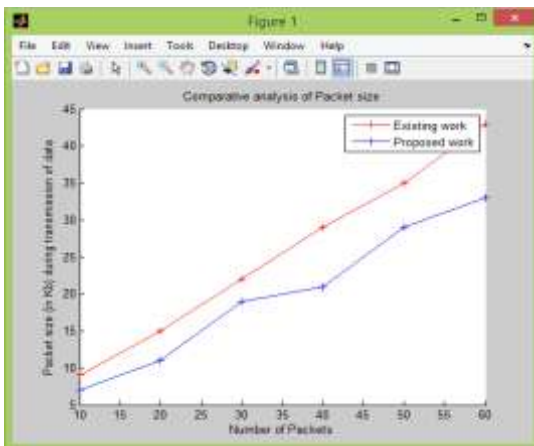 Figure 1
File Edit View Insert Tools Desktop Window Help
Comparative analysis of Packet size
Existing work
Proposed work
Packet size (in Kb) during transmission of data
45
40
35
30
25
20
15
10
5
10 15 20 25 30 35 40 45 50 55 60
Number of Packets